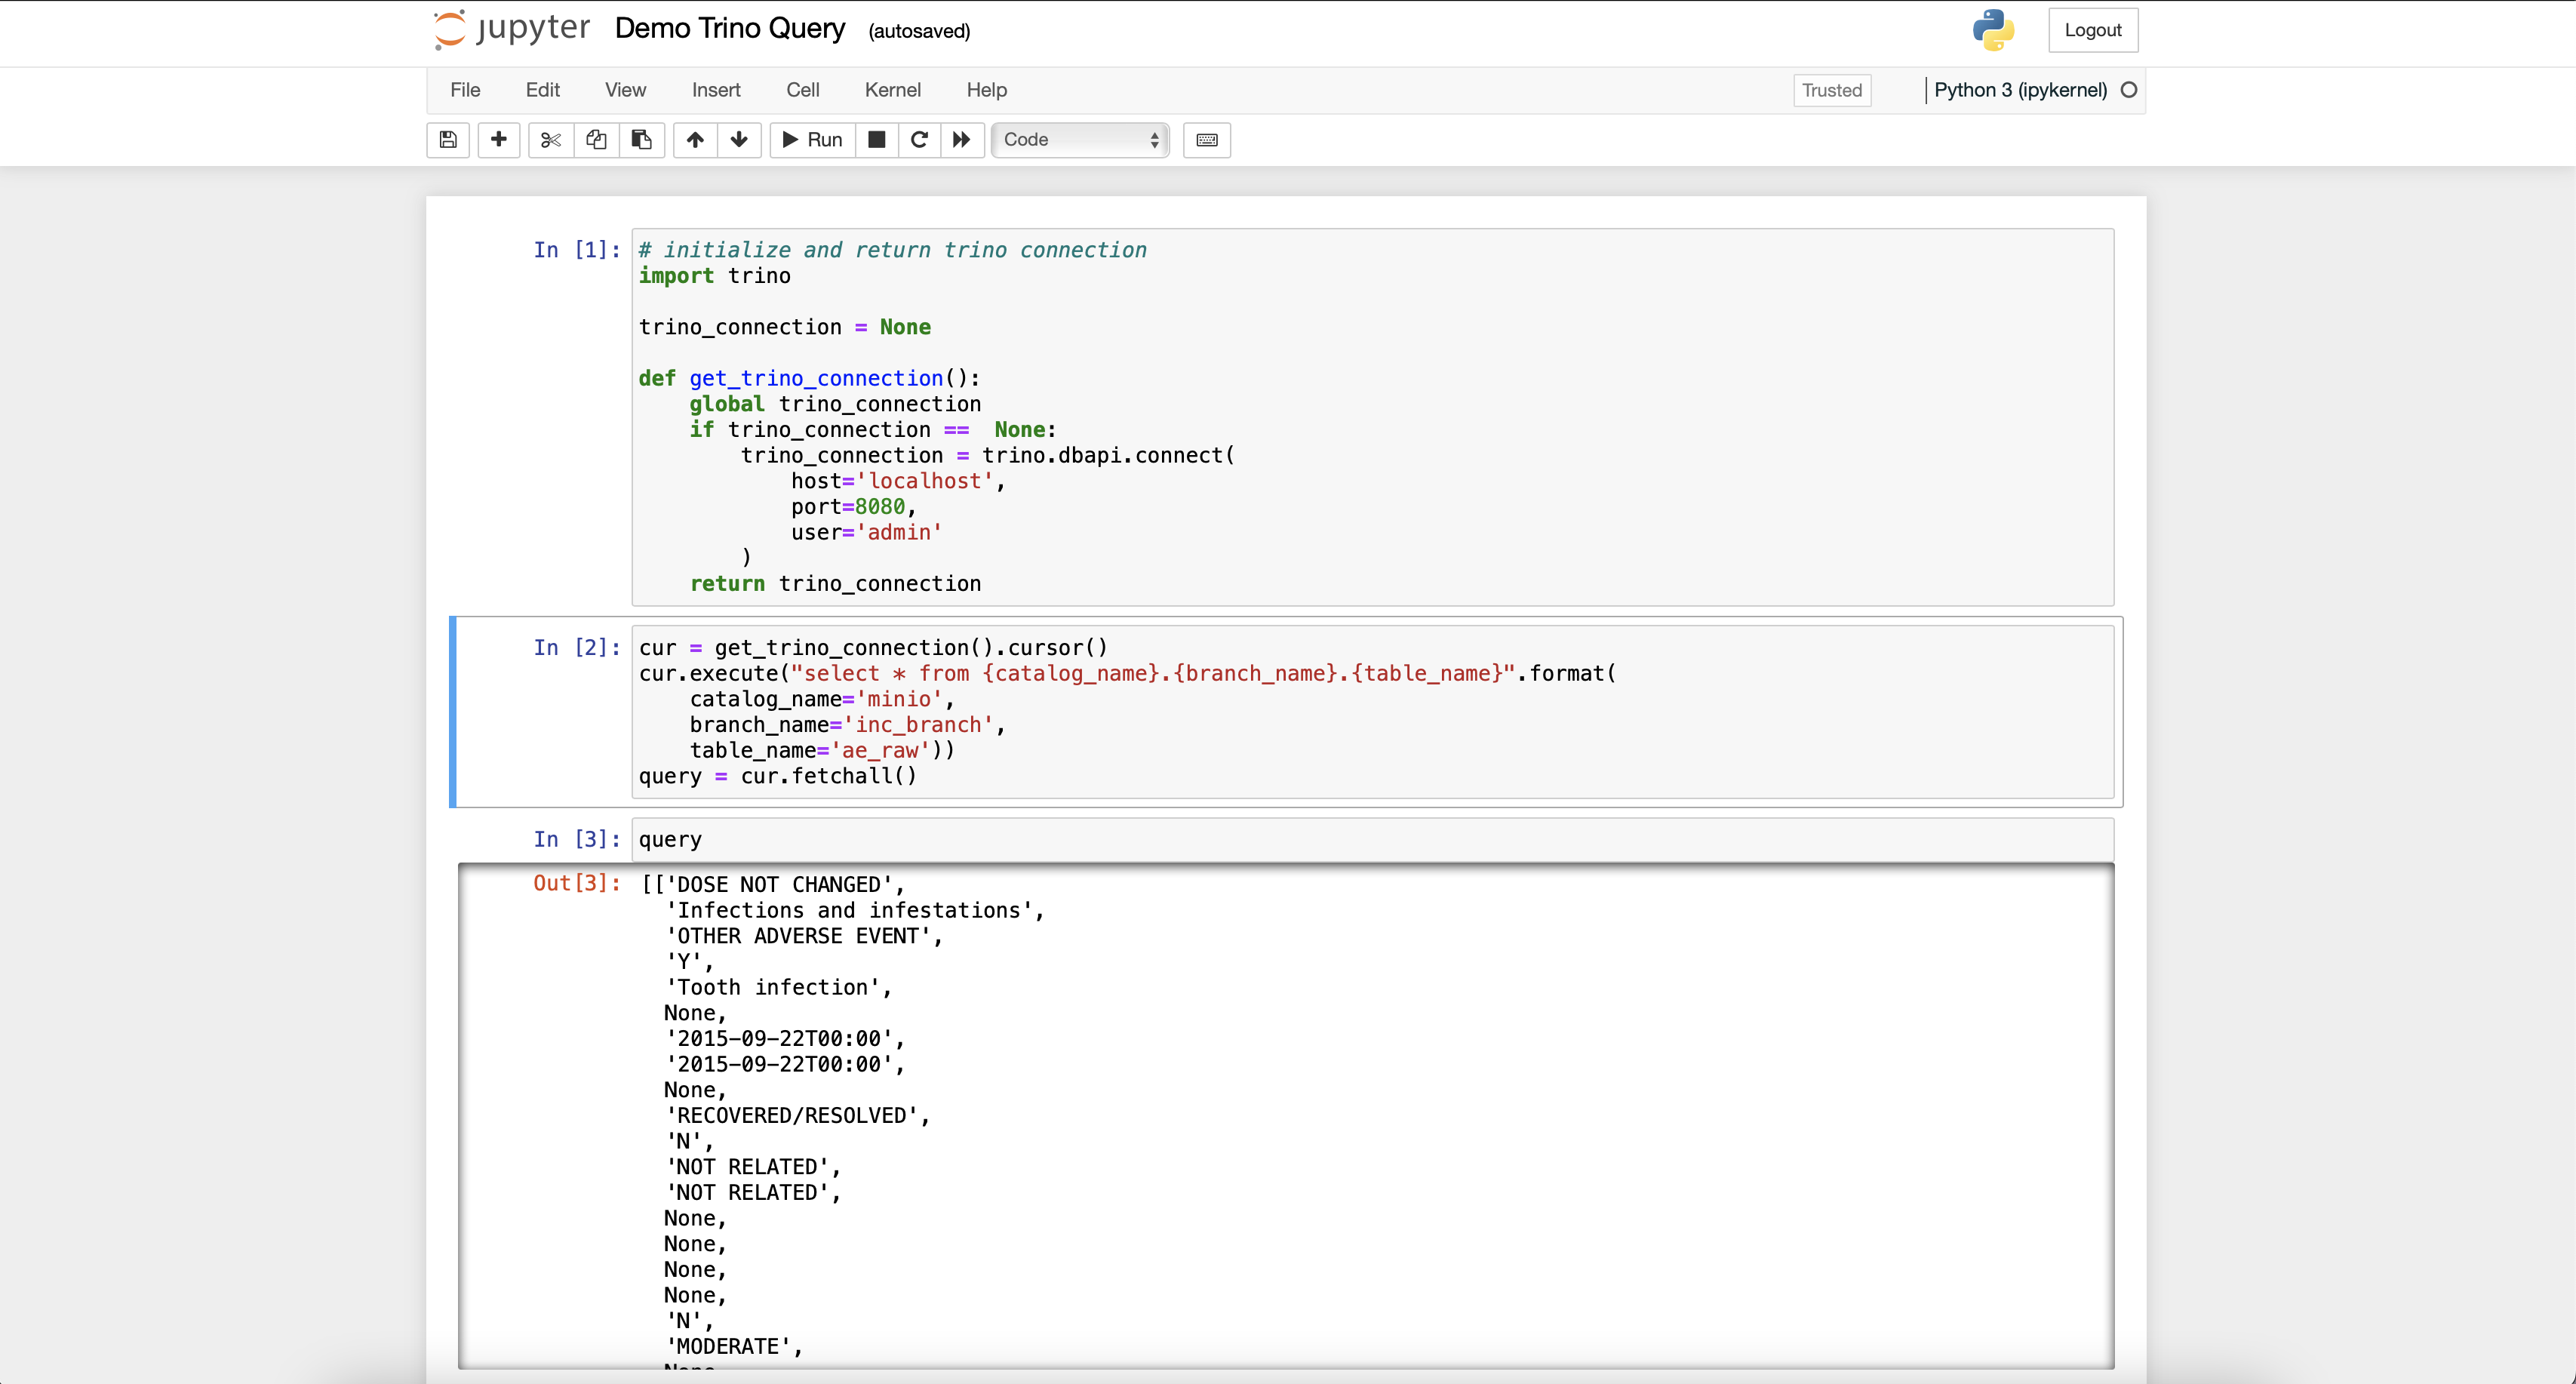 jupyter Demo Trino Query (autosaved) Logout
File Edit View Insert Cell Kernel Help Trusted Python 3 (ipykernel)
Run Code
In [1]: # initialize and return trino connection
import trino
trino_connection = None
def get_trino_connection():
global trino_connection
if trino_connection ==  None:
trino_connection = trino.dbapi.connect(
host='localhost',
port=8080,
user='admin'
)
return trino_connection
In [2]: cur = get_trino_connection().cursor()
cur.execute("select * from {catalog_name}.{branch_name}.{table_name}".format(
catalog_name='minio',
branch_name='inc_branch',
table_name='ae_raw'))
query = cur.fetchall()
In [3]: query
Out[3]: [['DOSE NOT CHANGED',
'Infections and infestations',
'OTHER ADVERSE EVENT',
'Y',
'Tooth infection',
None,
'2015-09-22T00:00',
'2015-09-22T00:00',
None,
'RECOVERED/RESOLVED',
'N',
'NOT RELATED',
'NOT RELATED',
None,
None,
None,
None,
'N',
'MODERATE',